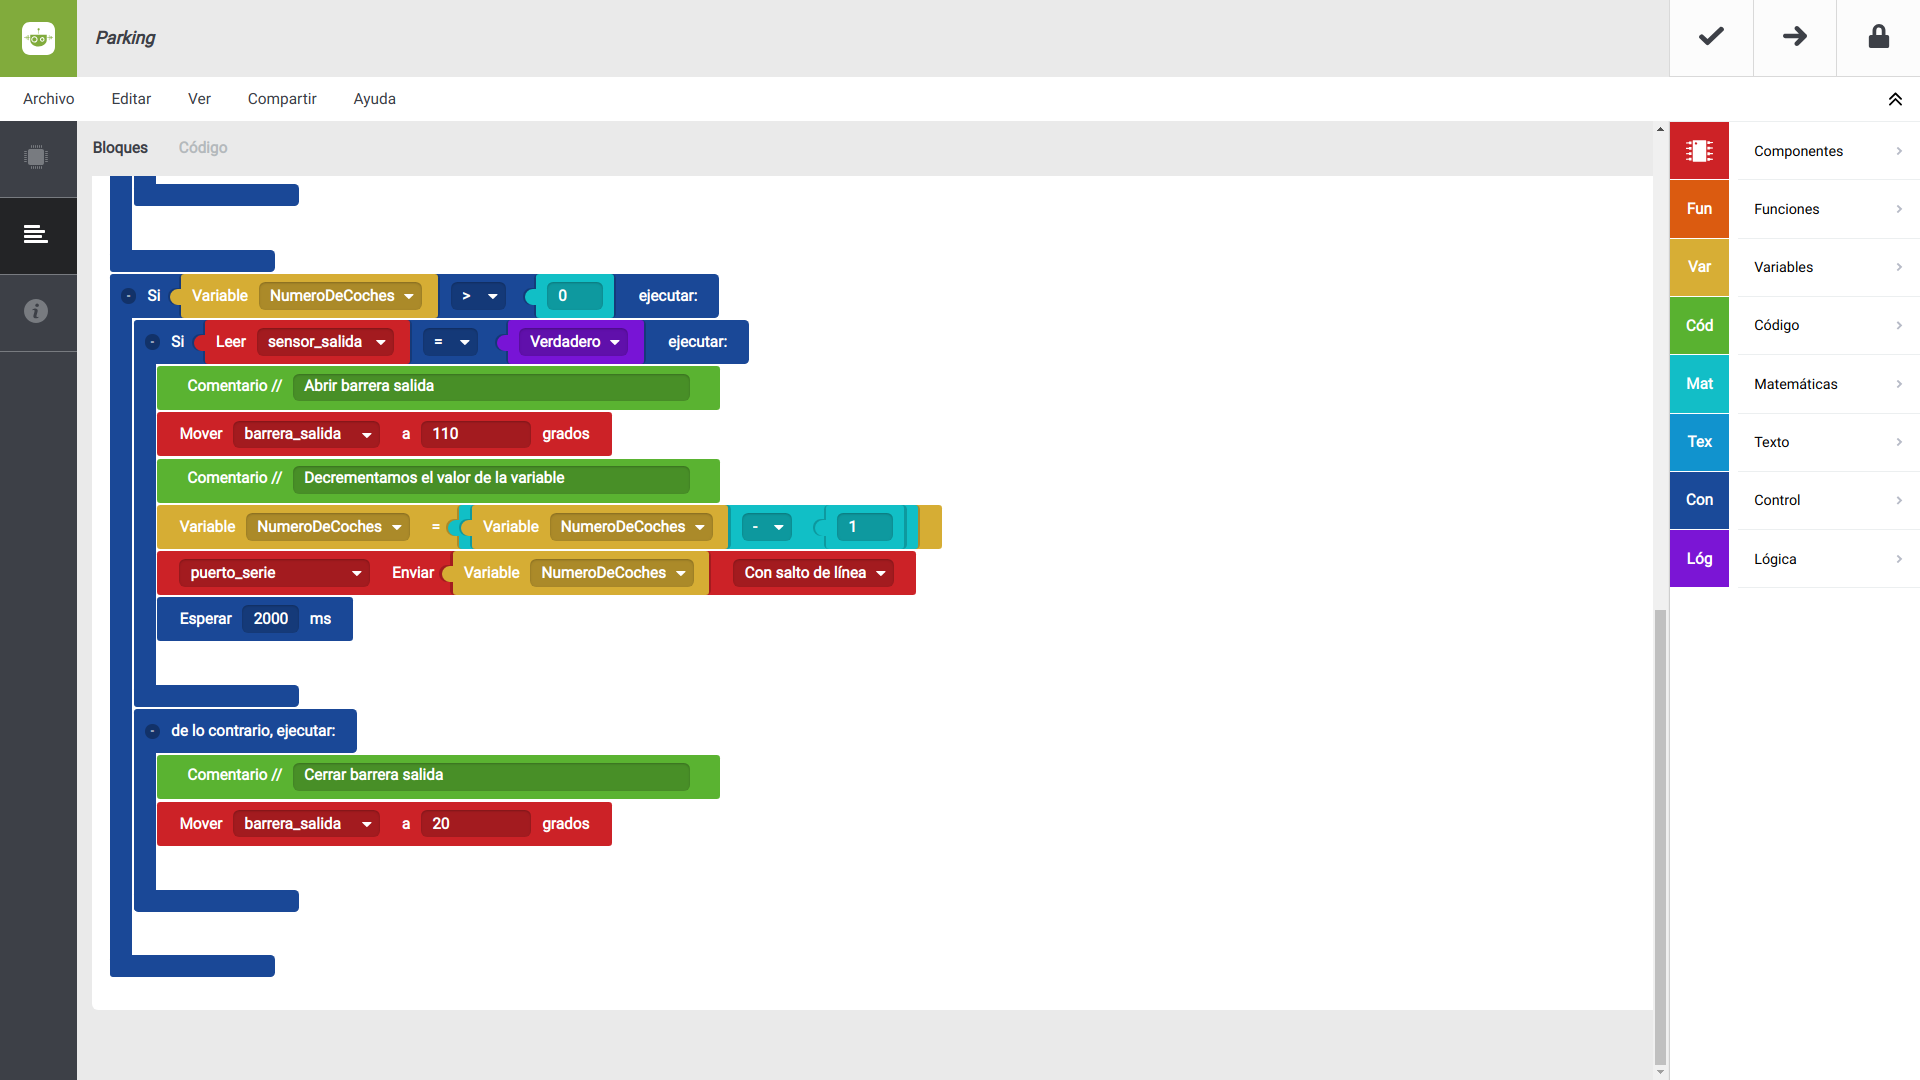 Parking
Archivo Editar Ver Compartir Ayuda
Bloques Código
- Si Variable NumeroDeCoches > 0 ejecutar:
- Si Leer sensor_salida = Verdadero ejecutar:
Comentario // Abrir barrera salida
Mover barrera_salida a 110 grados
Comentario // Decrementamos el valor de la variable
Variable NumeroDeCoches = Variable NumeroDeCoches - 1
puerto_serie Enviar Variable NumeroDeCoches Con salto de línea
Esperar 2000 ms
- de lo contrario, ejecutar:
Comentario // Cerrar barrera salida
Mover barrera_salida a 20 grados
Componentes
Fun Funciones
Var Variables
Cód Código
Mat Matemáticas
Tex Texto
Con Control
Lóg Lógica